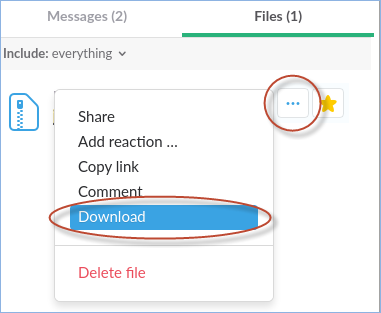 Messages (2)
Files (1)
Include: everything
Share
Add reaction ...
Copy link
Comment
Download
Delete file